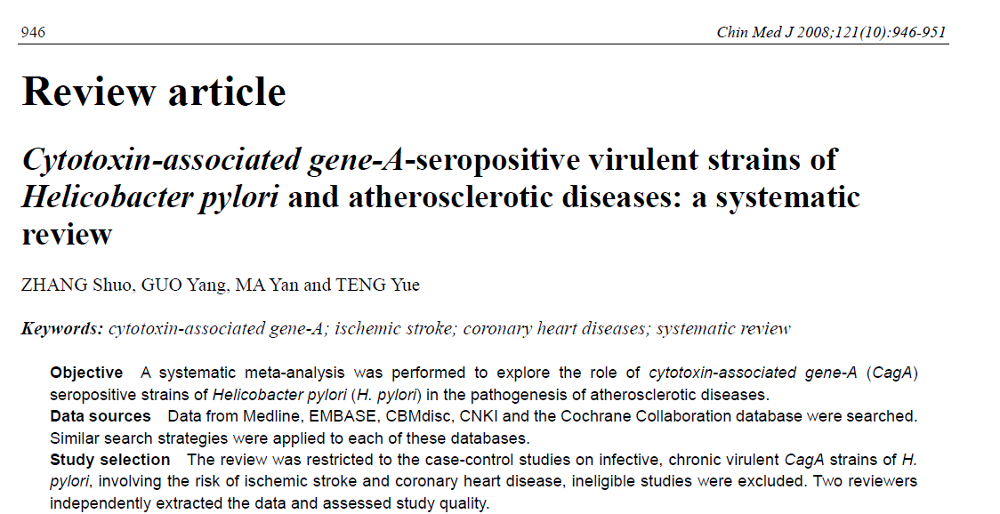 946
Chin Med J 2008;121(10):946-951
Review article
Cytotoxin-associated gene-A-seropositive virulent strains of
Helicobacter pylori and atherosclerotic diseases: a systematic
review
ZHANG Shuo, GUO Yang, MA Yan and TENG Yue
Keywords: cytotoxin-associated gene-A; ischemic stroke; coronary heart diseases; systematic review
Objective A systematic meta-analysis was performed to explore the role of cytotoxin-associated gene-A (CagA)
seropositive strains of Helicobacter pylori (H. pylori) in the pathogenesis of atherosclerotic diseases.
Data sources Data from Medline, EMBASE, CBMdisc, CNKI and the Cochrane Collaboration database were searched.
Similar search strategies were applied to each of these databases.
Study selection The review was restricted to the case-control studies on infective, chronic virulent CagA strains of H.
pylori, involving the risk of ischemic stroke and coronary heart disease, ineligible studies were excluded. Two reviewers
independently extracted the data and assessed study quality.